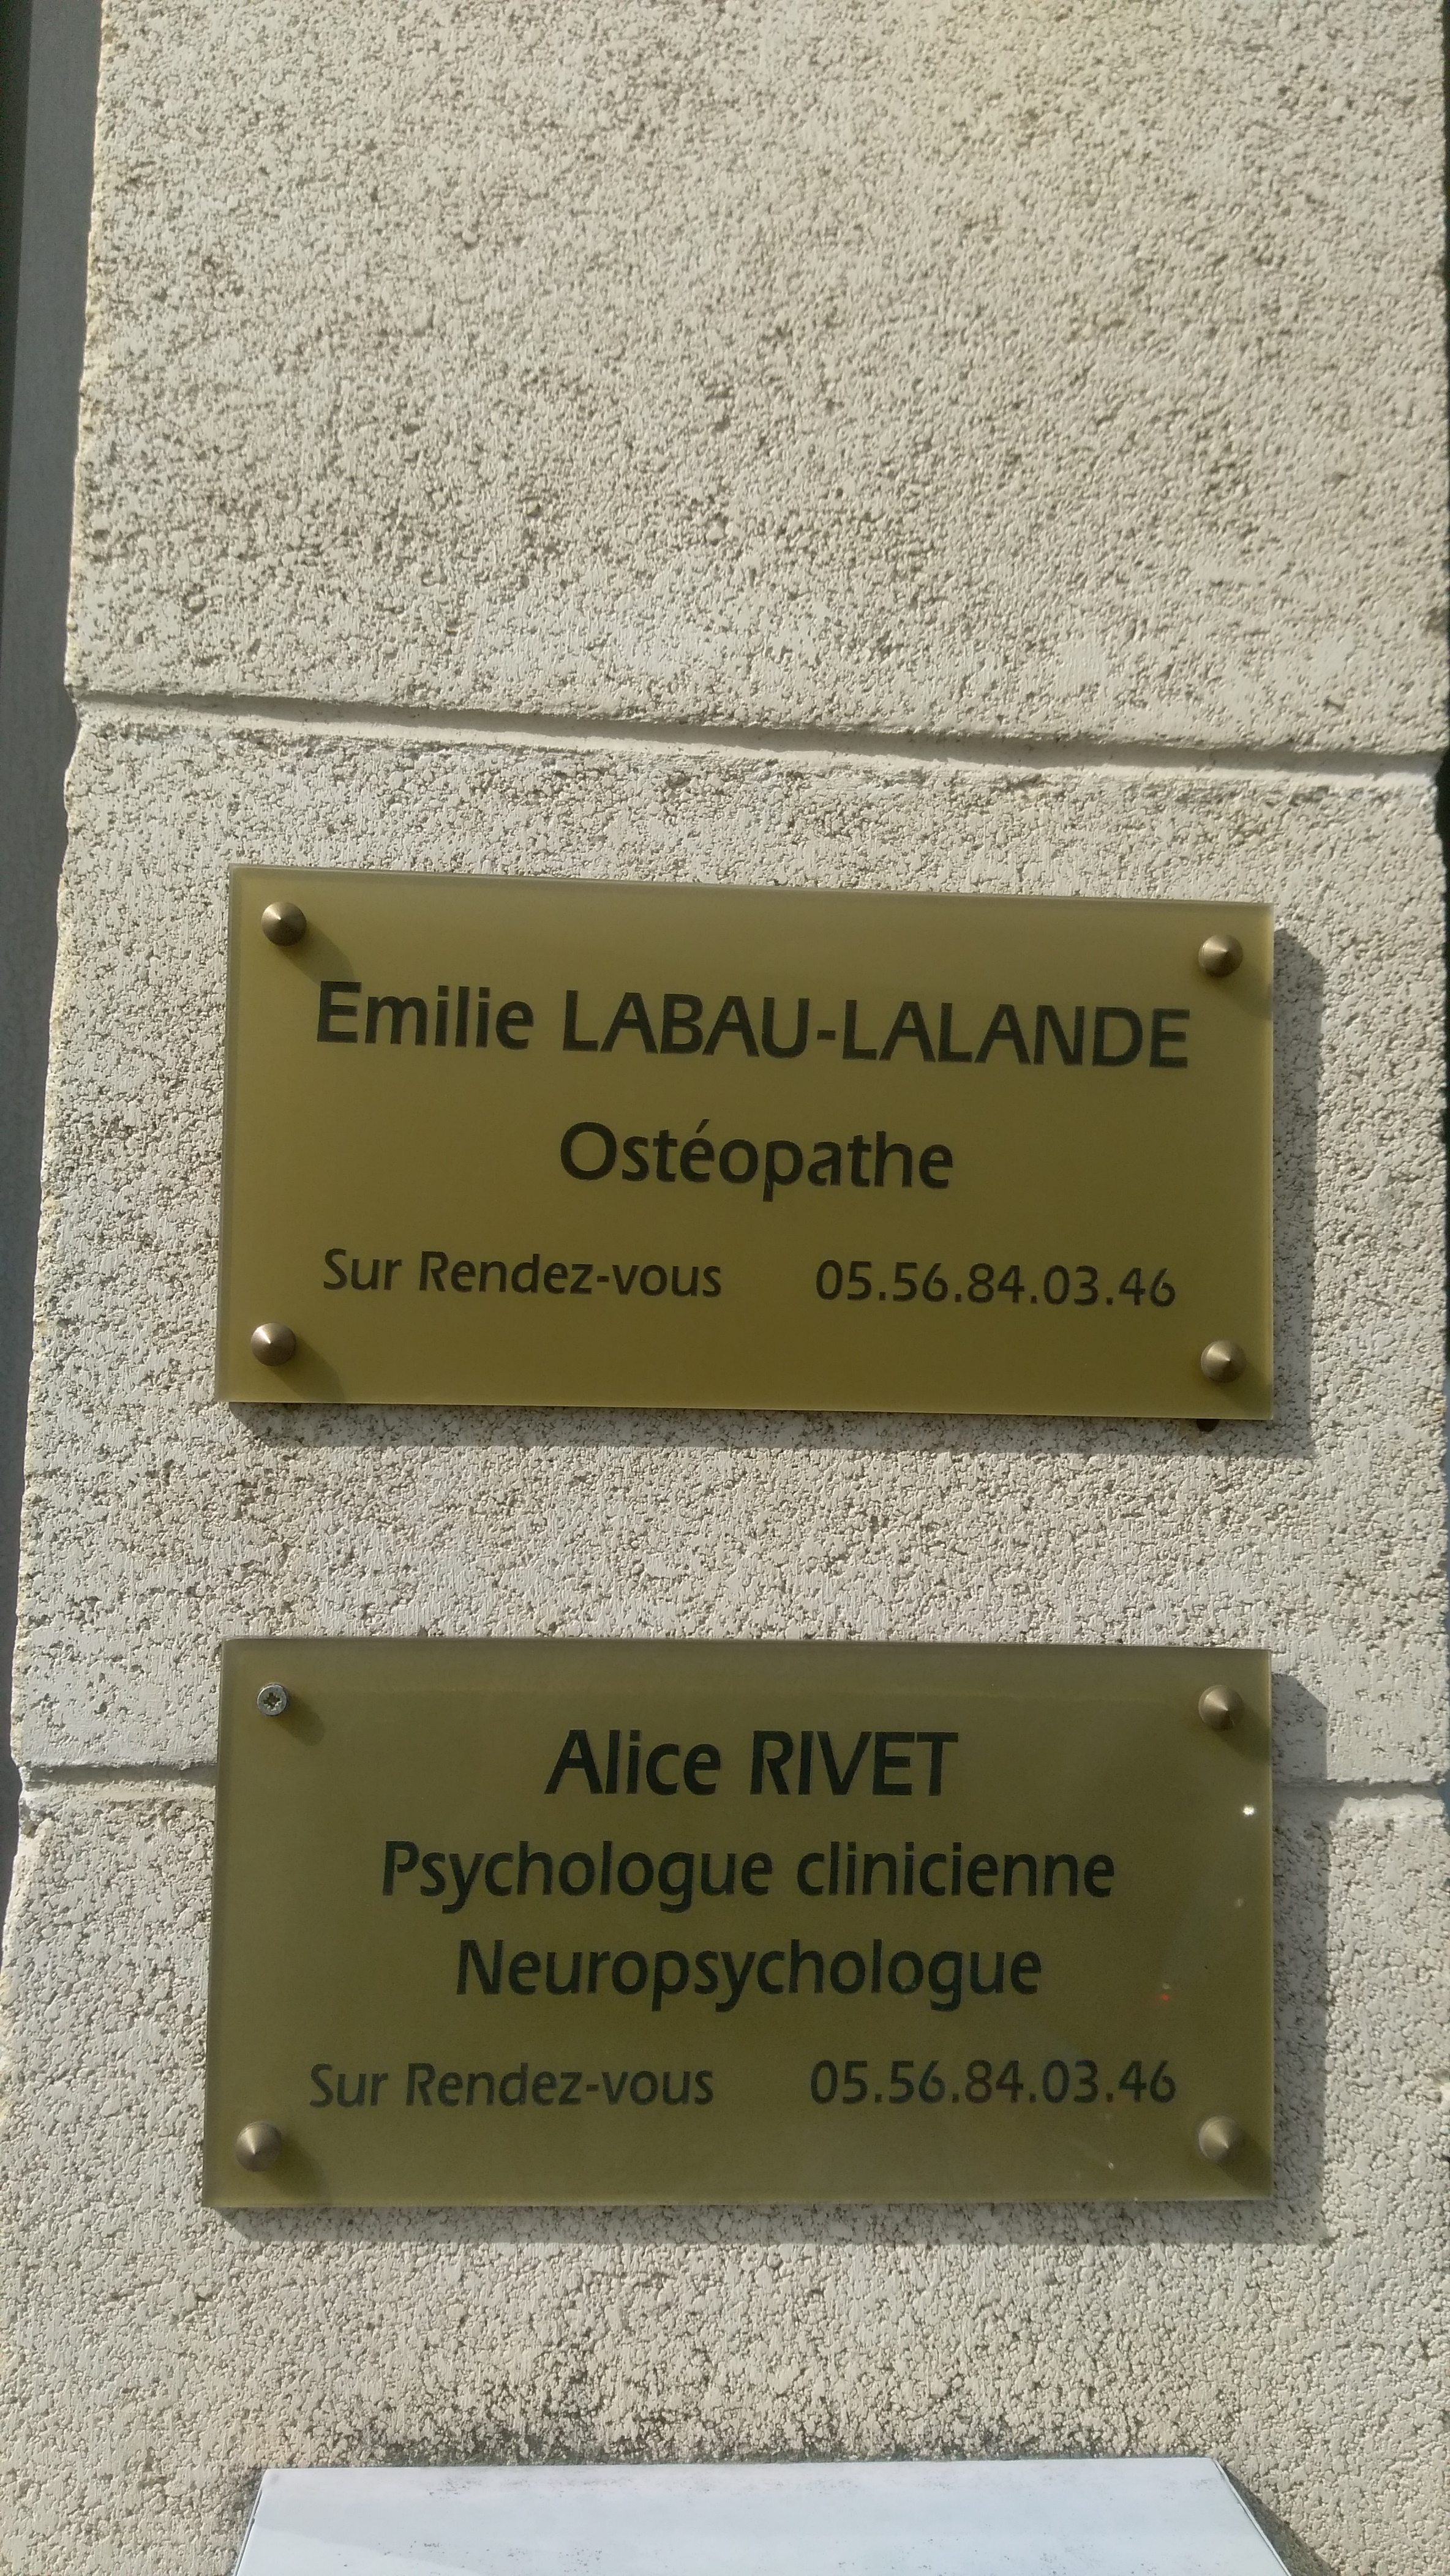 Emilie LABAU-LALANDE
Ostéopathe
Sur Rendez-vous 05.56.84.03.46
Alice RIVET
Psychologue clinicienne
Neuropsychologue
Sur Rendez-vous 05.56.84.03.46